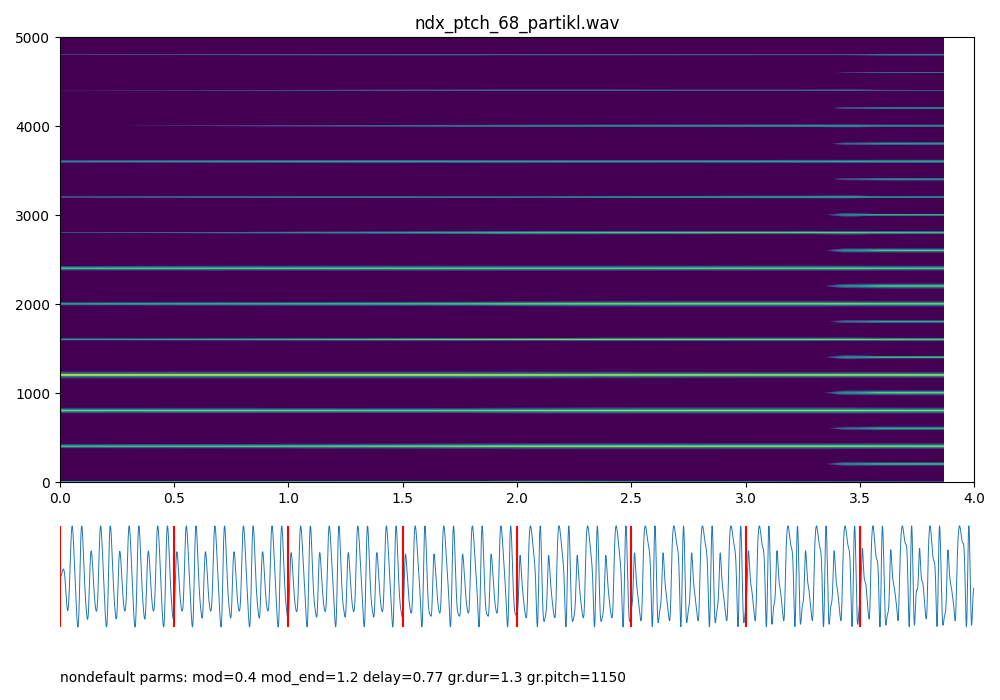 ndx_ptch_68_partikl.wav
5000
4000
3000
2000
1000
0
0.0 0.5 1.0 1.5 2.0 2.5 3.0 3.5 4.0
nondefault parms: mod=0.4 mod_end=1.2 delay=0.77 gr.dur=1.3 gr.pitch=1150